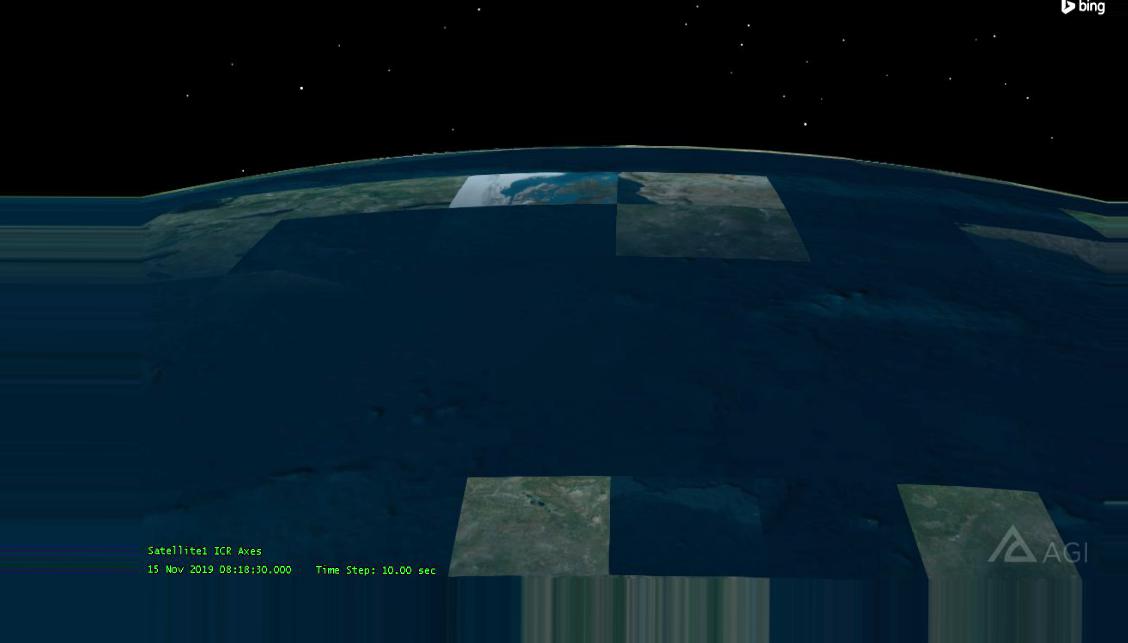 bing
AGI
Satellite1 ICR Axes
15 Nov 2019 08:18:30.000 Time Step: 10.00 sec